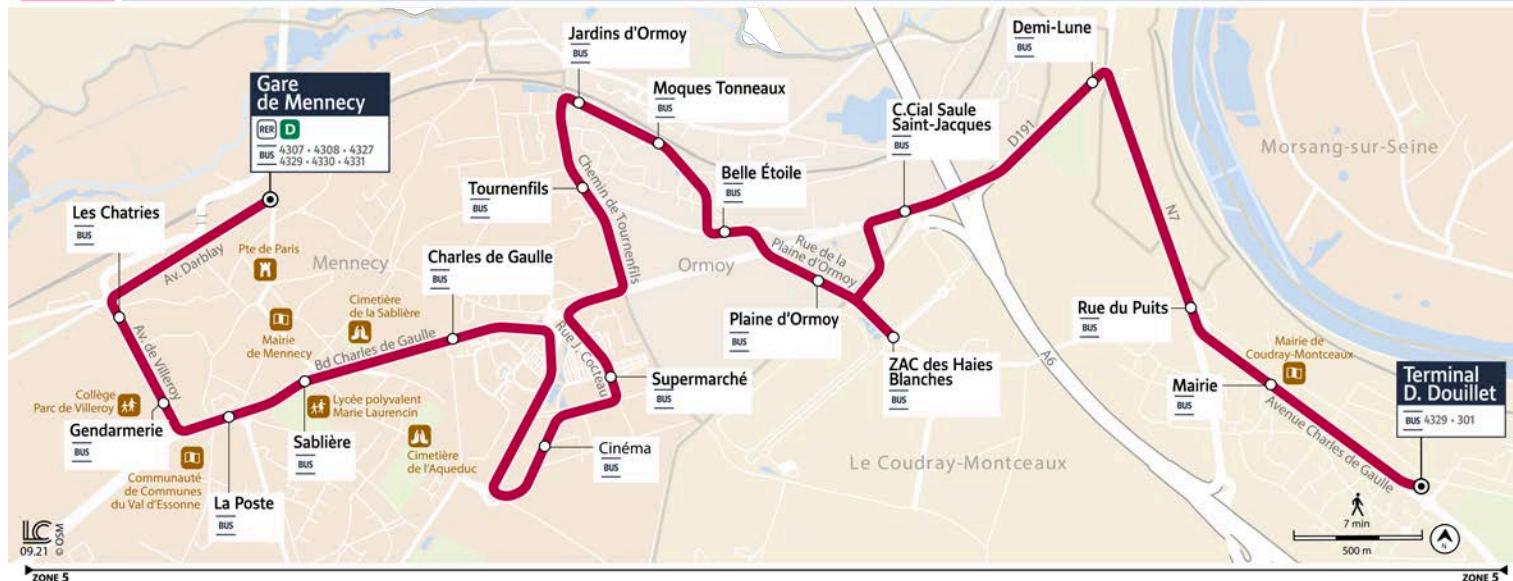 Gare
de Mennecy
RER D
BUS 4307 • 4308 • 4327
4329 • 4330 • 4331
Les Chatries
BUS
Av. Darblay
Pte de Paris
Mennecy
Mairie
de Mennecy
Av. de Villeroy
Collège
Parc de Villeroy
Gendarmerie
BUS
Communauté
de Communes
du Val d'Essonne
La Poste
BUS
Sablière
BUS
Cimetière
de la Sablière
Bd Charles de Gaulle
Lycée polyvalent
Marie Laurencin
Cimetière
de l'Aqueduc
Charles de Gaulle
BUS
Cinéma
BUS
Supermarché
BUS
Rue J. Cocteau
Chemin de Tournenfils
Tournenfils
BUS
Jardins d'Ormoy
BUS
Moques Tonneaux
BUS
Belle Étoile
BUS
Ormoy
Rue de la
Plaine d'Ormoy
Plaine d'Ormoy
BUS
ZAC des Haies
Blanches
BUS
C.Cial Saule
Saint-Jacques
BUS
D191
Demi-Lune
BUS
A6
N7
Morsang-sur-Seine
Le Coudray-Montceaux
Rue du Puits
BUS
Mairie de
Coudray-Montceaux
Mairie
BUS
Avenue Charles de Gaulle
Terminal
D. Douillet
BUS 4329 • 301
7 min
500 m
N
LC
09.21
© OSM
ZONE 5
ZONE 5